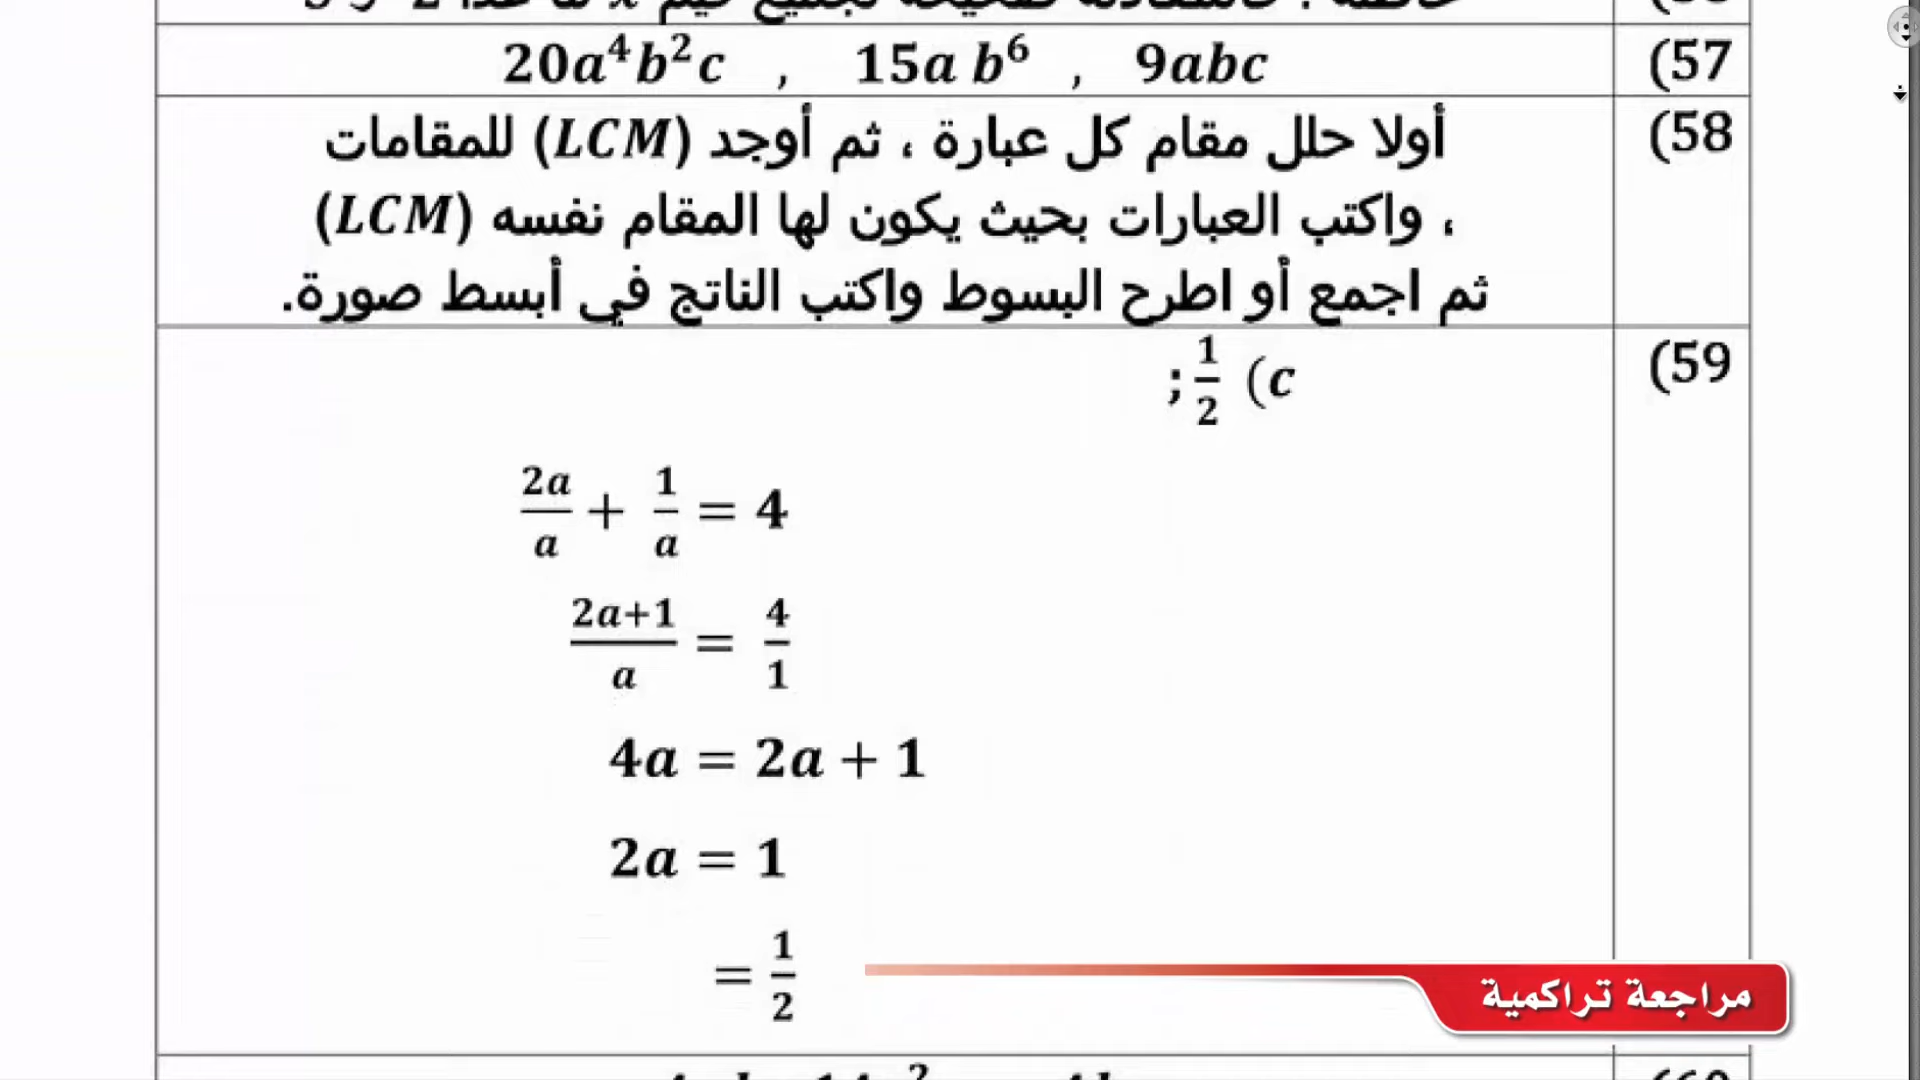 57) 20a⁴b²c , 15a b⁶ , 9abc
58) أولا حلل مقام كل عبارة ، ثم أوجد (LCM) للمقامات
، واكتب العبارات بحيث يكون لها المقام نفسه (LCM)
ثم اجمع أو اطرح البسوط واكتب الناتج في أبسط صورة.
59) c) 1/2 ;
2a/a + 1/a = 4
(2a+1)/a = 4/1
4a = 2a + 1
2a = 1
= 1/2
مراجعة تراكمية